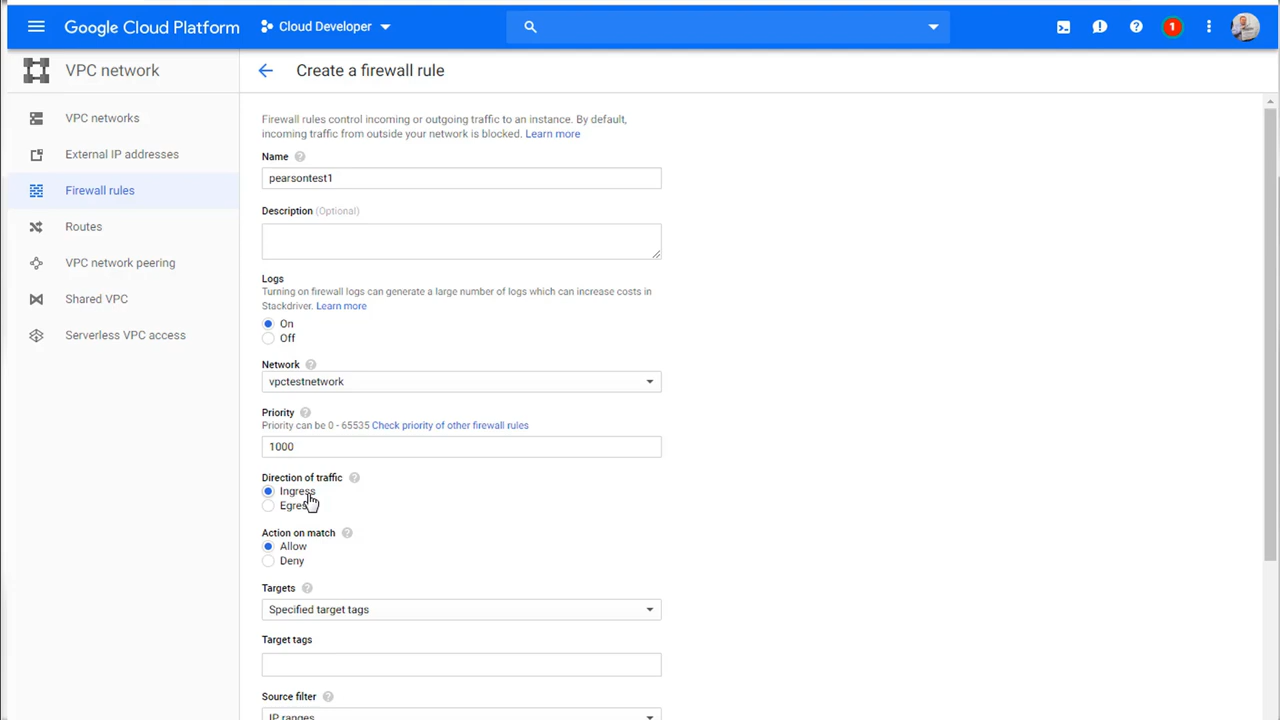 Google Cloud Platform
Cloud Developer
1
VPC network
Create a firewall rule
VPC networks
External IP addresses
Firewall rules
Routes
VPC network peering
Shared VPC
Serverless VPC access
Firewall rules control incoming or outgoing traffic to an instance. By default,
incoming traffic from outside your network is blocked. Learn more
Name
pearsontest1
Description (Optional)
Logs
Turning on firewall logs can generate a large number of logs which can increase costs in
Stackdriver. Learn more
On
Off
Network
vpctestnetwork
Priority
Priority can be 0 - 65535 Check priority of other firewall rules
1000
Direction of traffic
Ingress
Egress
Action on match
Allow
Deny
Targets
Specified target tags
Target tags
Source filter
IP ranges